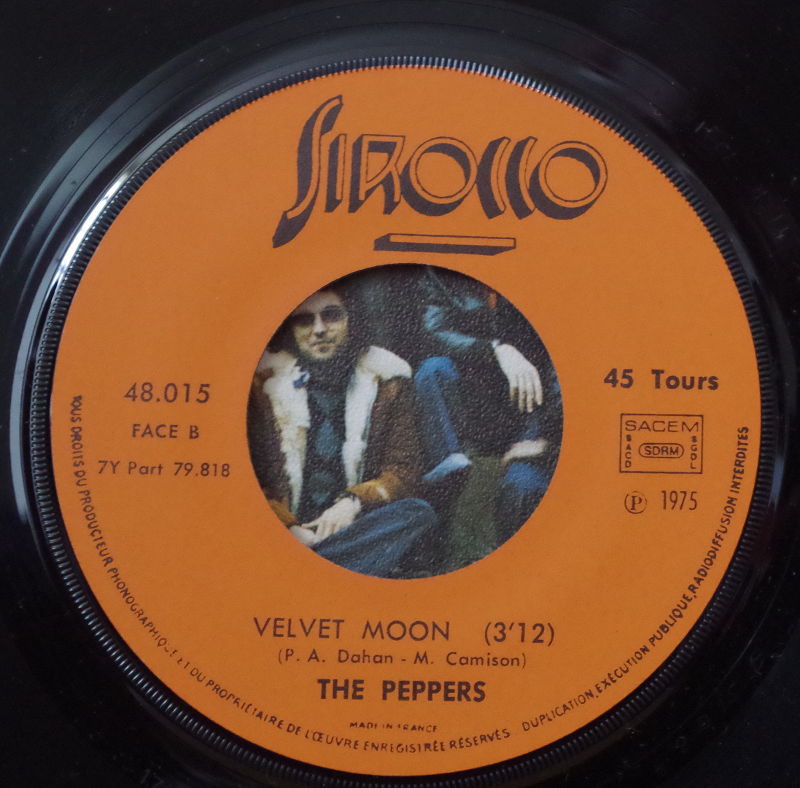 SIROCCO
48.015
FACE B
7Y Part 79.818
45 Tours
SACEM
SACD
SDRM
SGDL
Ⓟ 1975
VELVET MOON (3'12)
(P. A. Dahan - M. Camison)
THE PEPPERS
MADE IN FRANCE
TOUS DROITS DU PRODUCTEUR PHONOGRAPHIQUE ET DU PROPRIÉTAIRE DE L'ŒUVRE ENREGISTRÉE RÉSERVÉS DUPLICATION, EXÉCUTION PUBLIQUE, RADIODIFFUSION INTERDITES